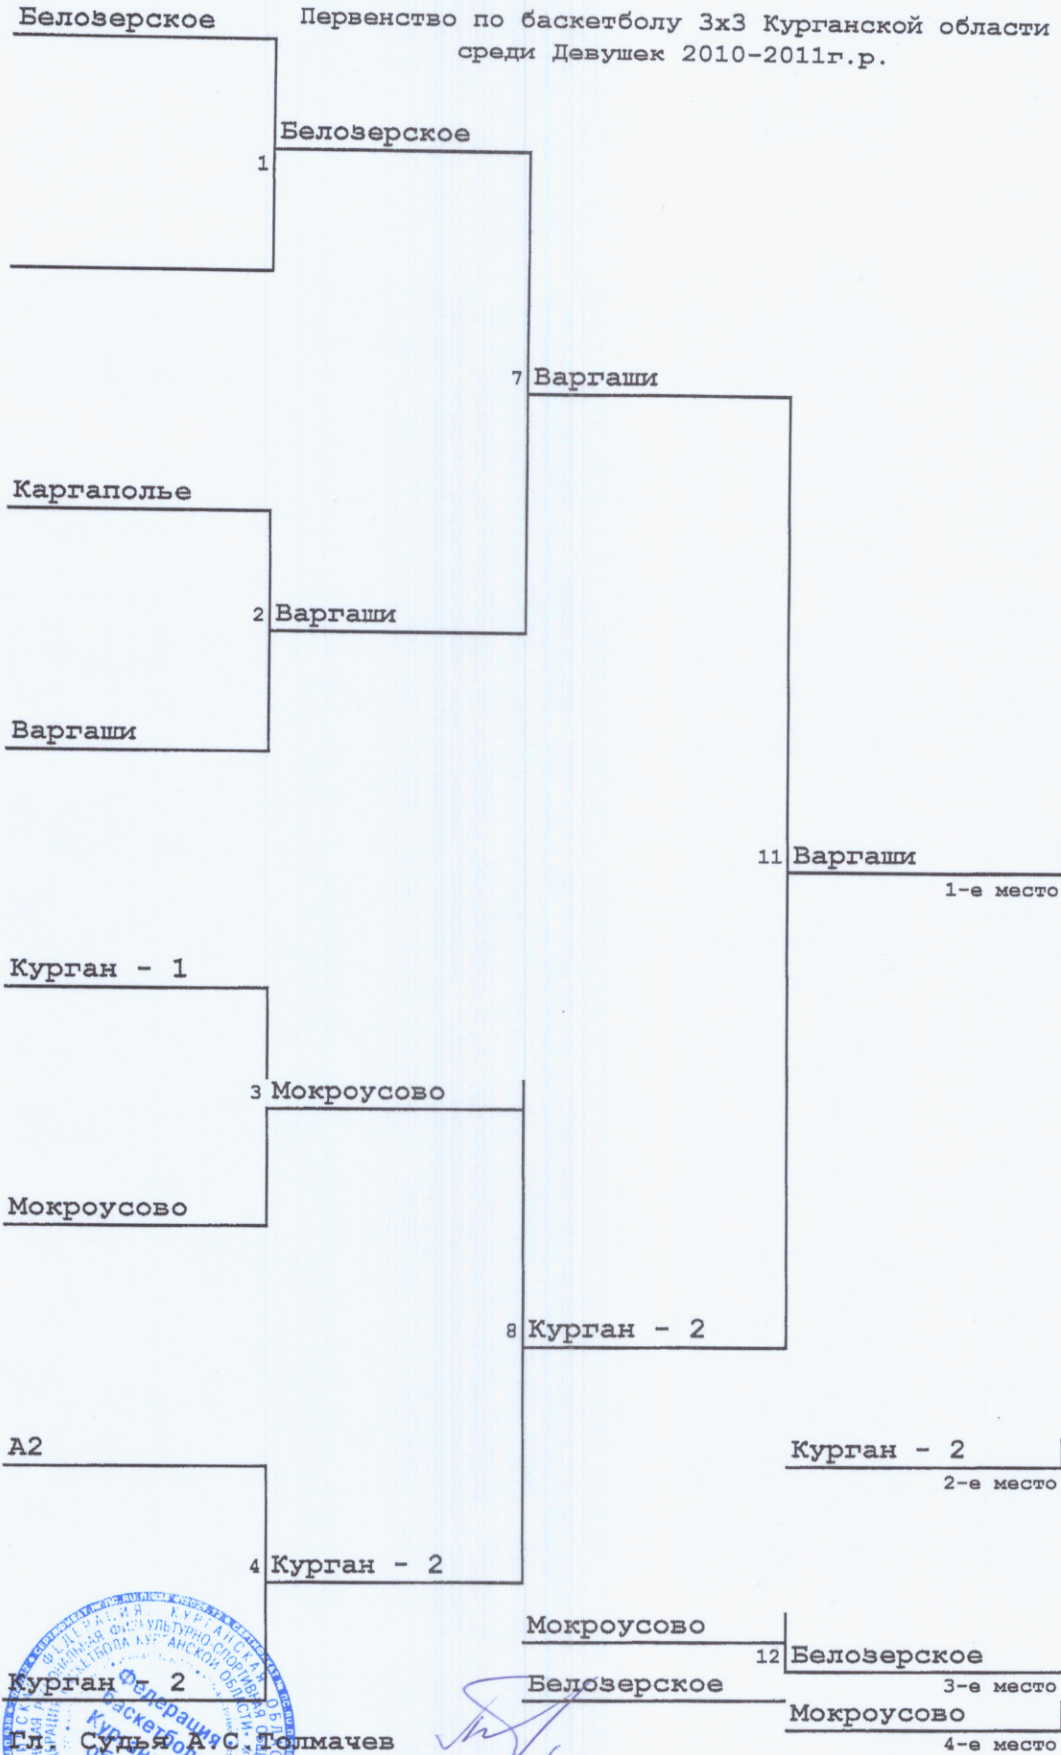 Белозерское
Первенство по баскетболу 3х3 Курганской области
среди Девушек 2010-2011г.р.
Белозерское
1
7 Варгаши
Каргаполье
2 Варгаши
Варгаши
11 Варгаши
1-е место
Курган - 1
3 Мокроусово
Мокроусово
8 Курган - 2
А2
Курган - 2
2-е место
4 Курган - 2
Мокроусово
12 Белозерское
3-е место
Курган - 2
Белозерское
Мокроусово
4-е место
Гл. Судья А.С.Толмачев
Федерация
баскетбол